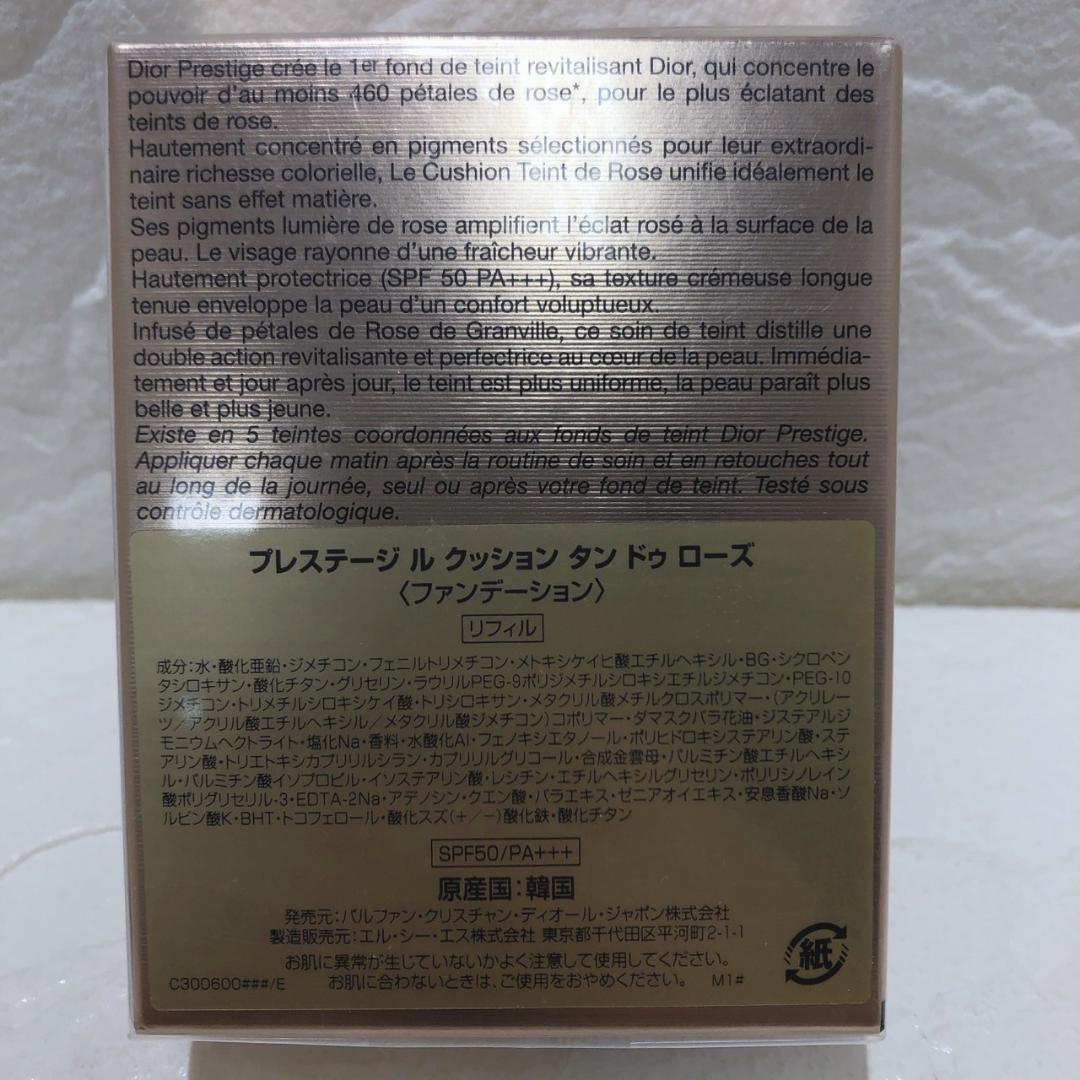 Dior Prestige crée le 1er fond de teint revitalisant Dior, qui concentre le
pouvoir d'au moins 460 pétales de rose*, pour le plus éclatant des
teints de rose.
Hautement concentré en pigments sélectionnés pour leur extraordi-
naire richesse colorielle, Le Cushion Teint de Rose unifie idéalement le
teint sans effet matière.
Ses pigments lumière de rose amplifient l'éclat rosé à la surface de la
peau. Le visage rayonne d'une fraîcheur vibrante.
Hautement protectrice (SPF 50 PA+++), sa texture crémeuse longue
tenue enveloppe la peau d'un confort voluptueux.
Infusé de pétales de Rose de Granville, ce soin de teint distille une
double action revitalisante et perfectrice au cœur de la peau. Immédia-
tement et jour après jour, le teint est plus uniforme, la peau paraît plus
belle et plus jeune.
Existe en 5 teintes coordonnées aux fonds de teint Dior Prestige.
Appliquer chaque matin après la routine de soin et en retouches tout
au long de la journée, seul ou après votre fond de teint. Testé sous
contrôle dermatologique.
プレステージ ル クッション タン ドゥ ローズ
〈ファンデーション〉
リフィル
成分:水・酸化亜鉛・ジメチコン・フェニルトリメチコン・メトキシケイヒ酸エチルヘキシル・BG・シクロペン
タシロキサン・酸化チタン・グリセリン・ラウリルPEG-9ポリジメチルシロキシエチルジメチコン・PEG-10
ジメチコン・トリメチルシロキシケイ酸・トリシロキサン・メタクリル酸メチルクロスポリマー・(アクリレー
ツ/アクリル酸エチルヘキシル/メタクリル酸ジメチコン)コポリマー・ダマスクバラ花油・ジステアルジ
モニウムヘクトライト・塩化Na・香料・水酸化Al・フェノキシエタノール・ポリヒドロキシステアリン酸・ステ
アリン酸・トリエトキシカプリリルシラン・カプリリルグリコール・合成金雲母・パルミチン酸エチルヘキシ
ル・パルミチン酸イソプロピル・イソステアリン酸・レシチン・エチルヘキシルグリセリン・ポリリシノレイン
酸ポリグリセリル-3・EDTA-2Na・アデノシン・クエン酸・バラエキス・ゼニアオイエキス・安息香酸Na・ソ
ルビン酸K・BHT・トコフェロール・酸化スズ(+/−)酸化鉄・酸化チタン
SPF50/PA+++
原産国:韓国
発売元:パルファン・クリスチャン・ディオール・ジャポン株式会社
製造販売元:エル・シー・エス株式会社 東京都千代田区平河町2-1-1
お肌に異常が生じていないかよく注意して使用してください。
お肌に合わないときは、ご使用をおやめください。
C300600###/E
M1#
紙